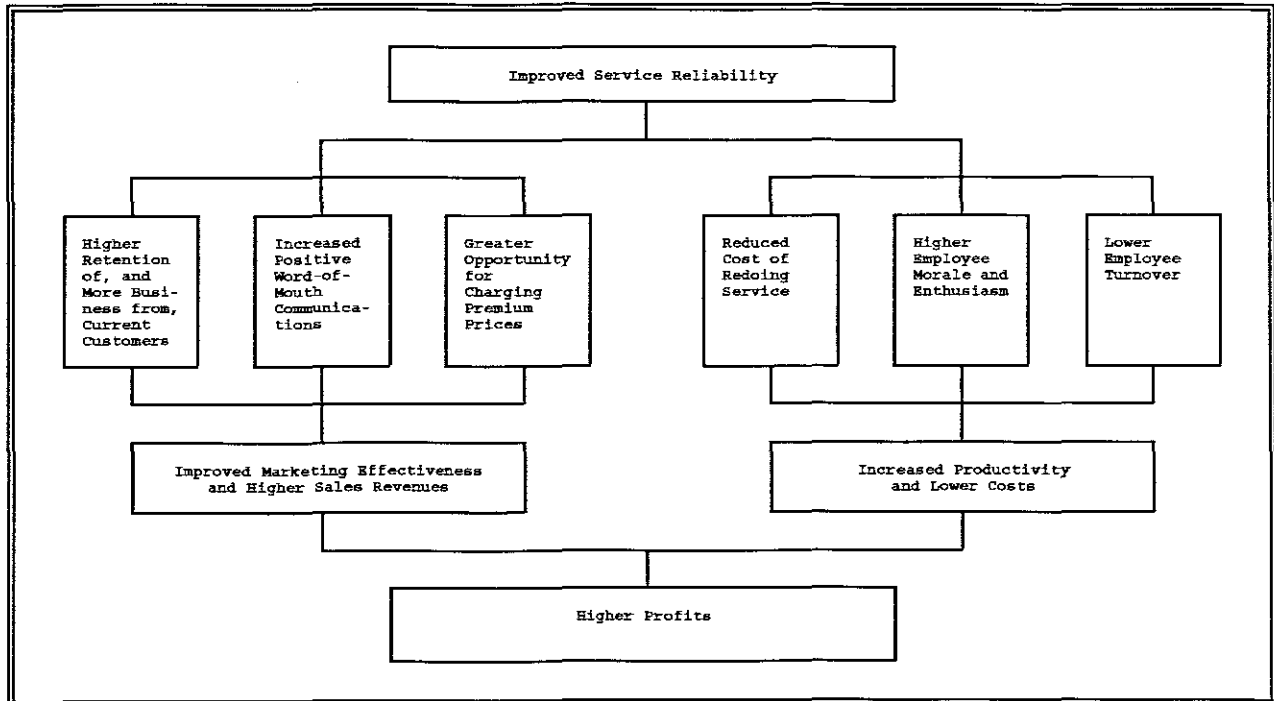 Improved Service Reliability
Higher
Retention
of, and
More Busi-
ness from,
Current
Customers
Increased
Positive
Word-of-
Mouth
Communica-
tions
Greater
Opportunity
for
Charging
Premium
Prices
Reduced
Cost of
Redoing
Service
Higher
Employee
Morale and
Enthusiasm
Lower
Employee
Turnover
Improved Marketing Effectiveness
and Higher Sales Revenues
Increased Productivity
and Lower Costs
Higher Profits